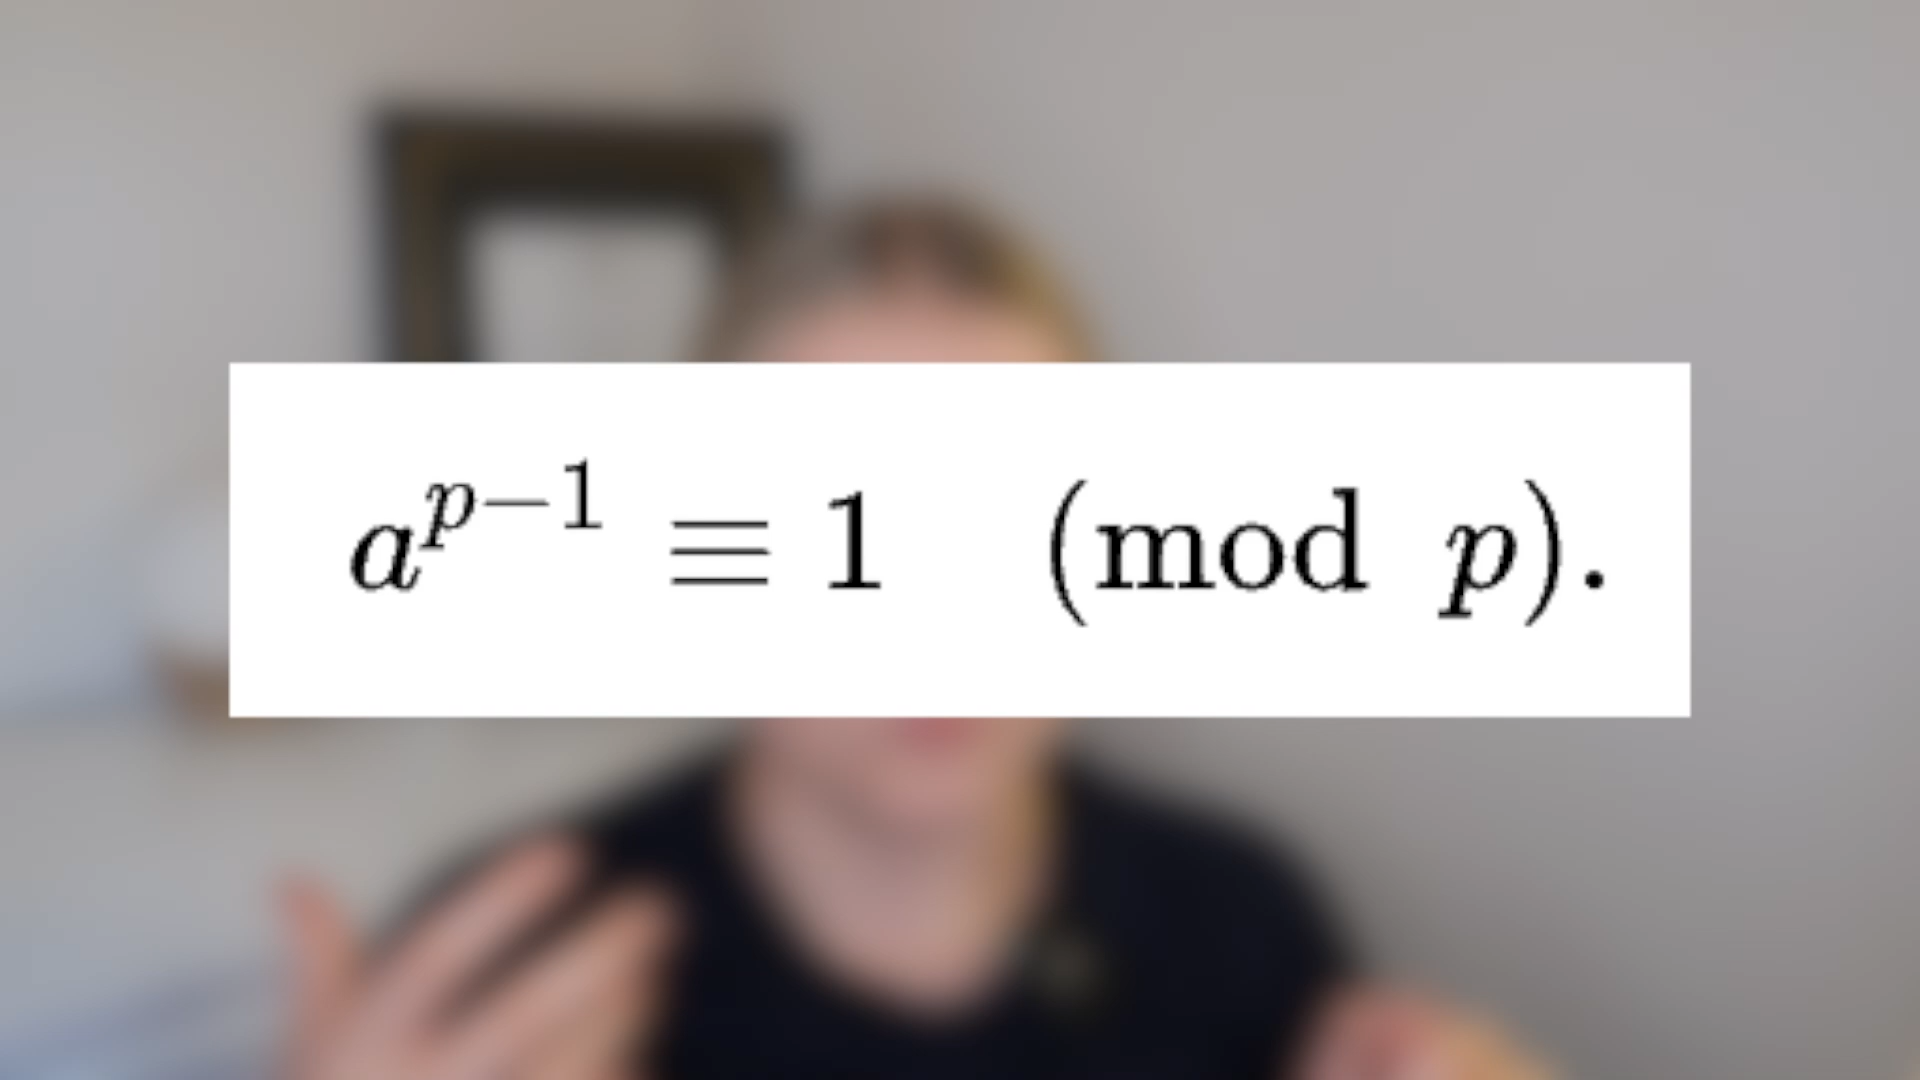 a^{p-1} ≡ 1 (mod p).